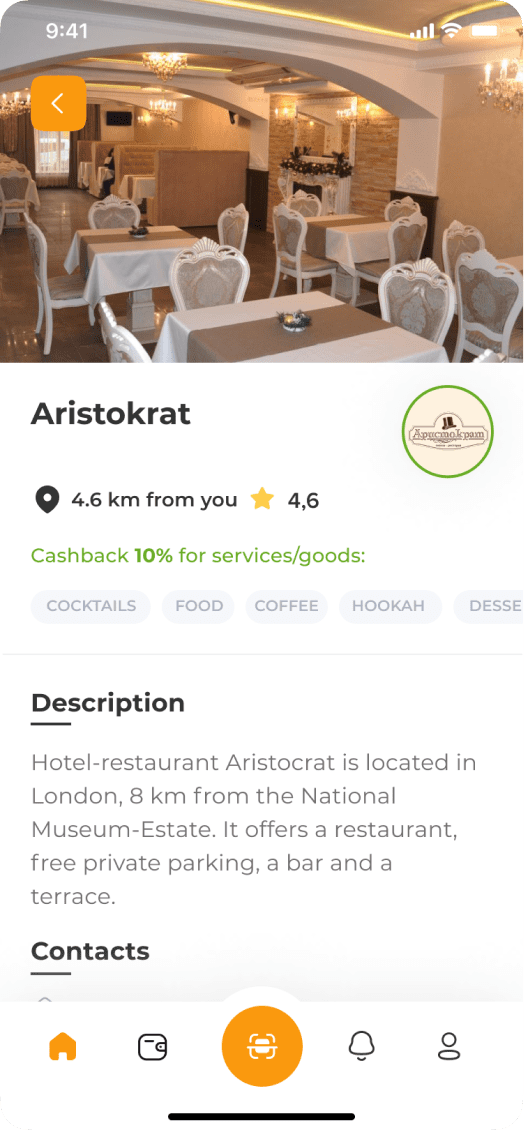 9:41
Aristokrat
Аристократ
4.6 km from you 4,6
Cashback 10% for services/goods:
COCKTAILS FOOD COFFEE HOOKAH DESSE
Description
Hotel-restaurant Aristocrat is located in
London, 8 km from the National
Museum-Estate. It offers a restaurant,
free private parking, a bar and a
terrace.
Contacts